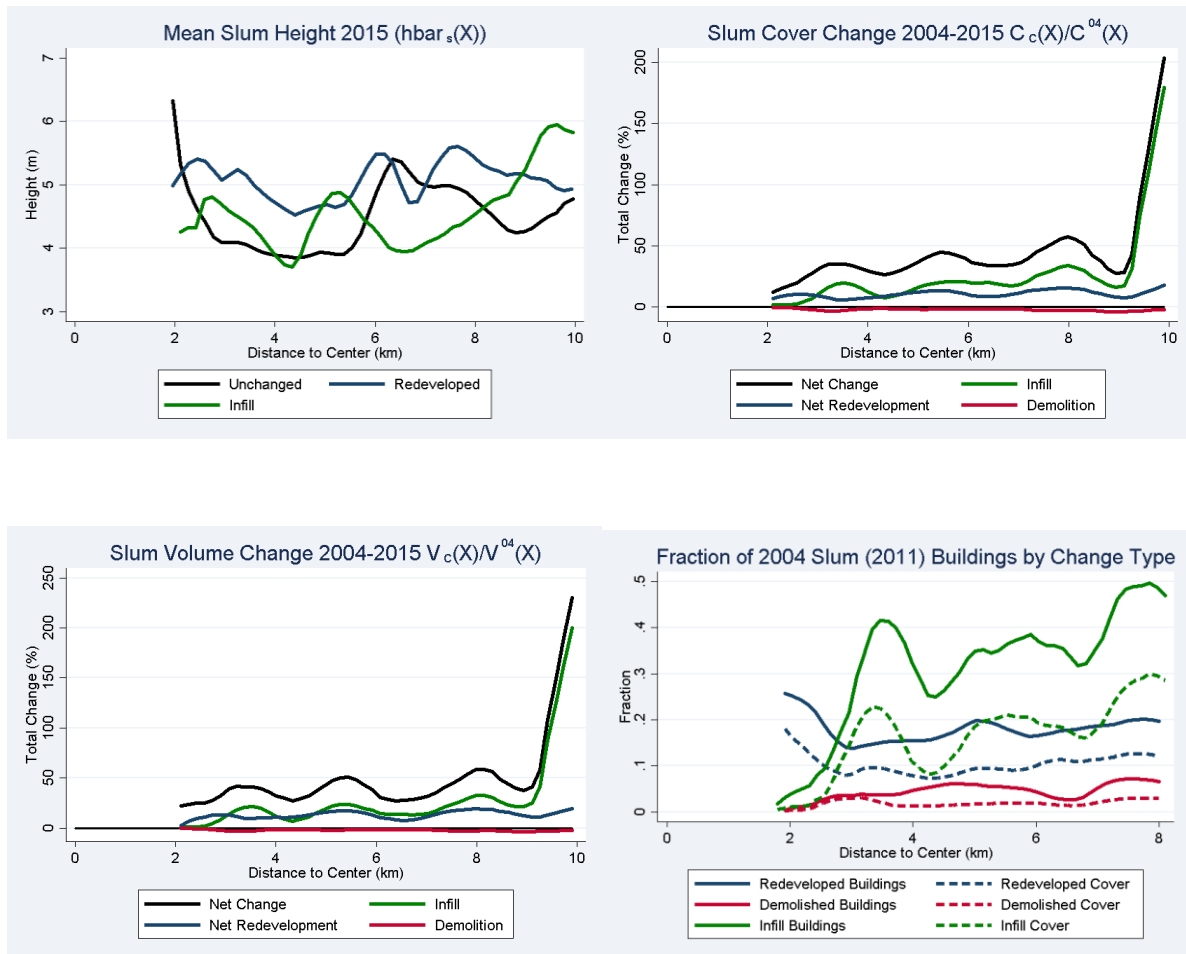 Mean Slum Height 2015 (hbar s(X))
Height (m)
7
6
5
4
3
0 2 4 6 8 10
Distance to Center (km)
Unchanged Redeveloped
Infill
Slum Cover Change 2004-2015 C c(X)/C 04(X)
Total Change (%)
200
150
100
50
0
0 2 4 6 8 10
Distance to Center (km)
Net Change Infill
Net Redevelopment Demolition
Slum Volume Change 2004-2015 V c(X)/V 04(X)
Total Change (%)
250
200
150
100
50
0
0 2 4 6 8 10
Distance to Center (km)
Net Change Infill
Net Redevelopment Demolition
Fraction of 2004 Slum (2011) Buildings by Change Type
Fraction
.5
.4
.3
.2
.1
0
2 4 6 8
Distance to Center (km)
Redeveloped Buildings Redeveloped Cover
Demolished Buildings Demolished Cover
Infill Buildings Infill Cover